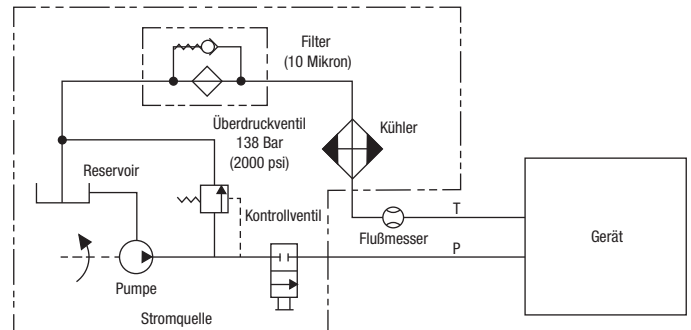 Filter
(10 Mikron)
Überdruckventil
138 Bar
(2000 psi)
Kühler
Reservoir
Kontrollventil
T
Flußmesser
Gerät
P
Pumpe
Stromquelle